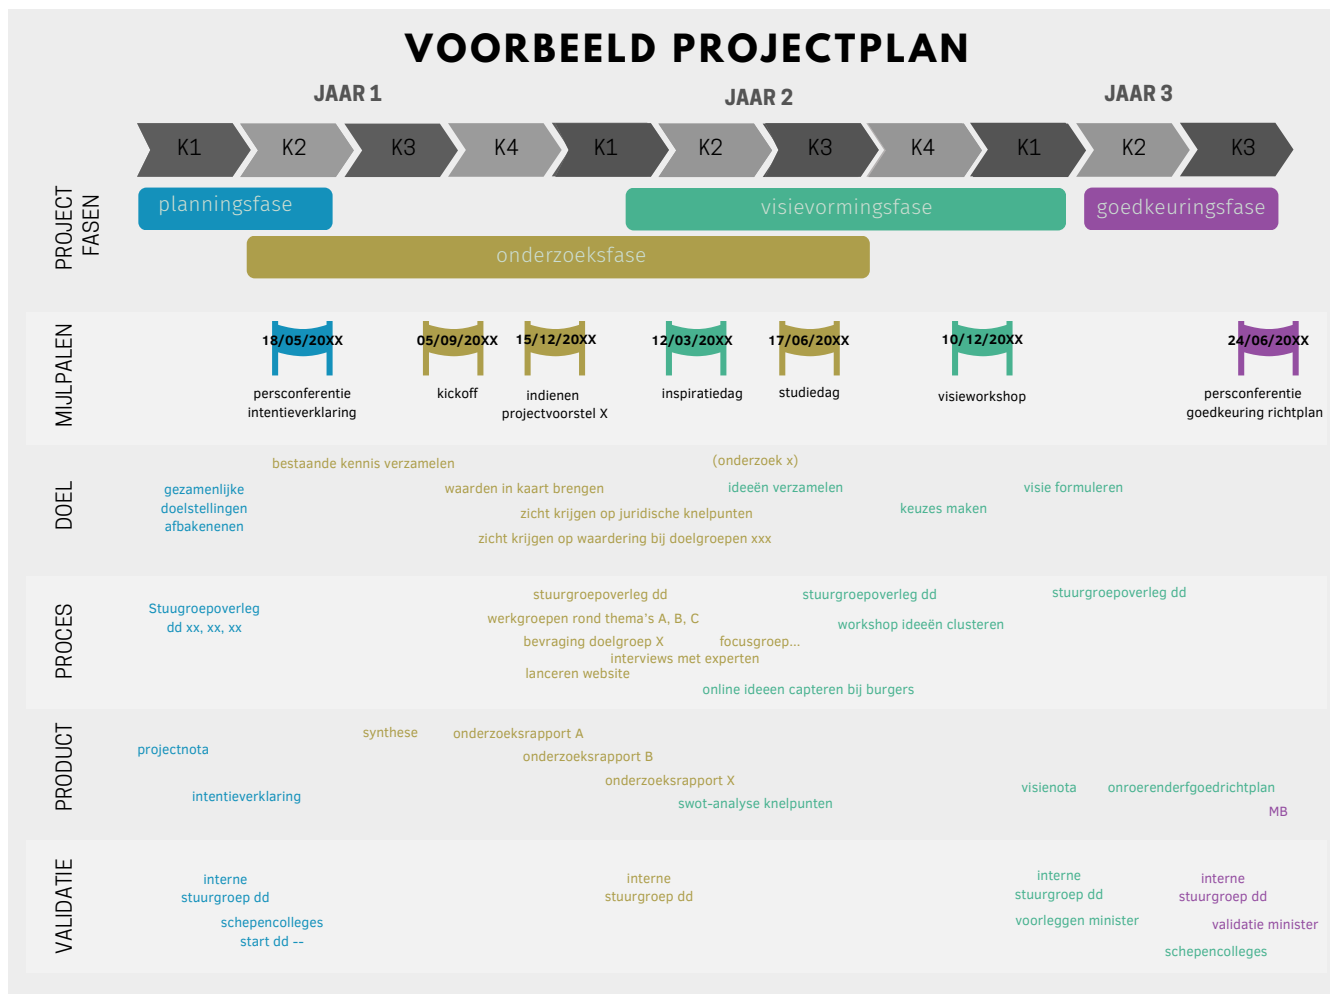 VOORBEELD PROJECTPLAN
JAAR 1
JAAR 2
JAAR 3
K1
K2
K3
K4
K1
K2
K3
K4
K1
K2
K3
PROJECT
FASEN
planningsfase
visievormingsfase
goedkeuringsfase
onderzoeksfase
MIJLPALEN
18/05/20XX
05/09/20XX
15/12/20XX
12/03/20XX
17/06/20XX
10/12/20XX
24/06/20XX
persconferentie
intentieverklaring
kickoff
indienen
projectvoorstel X
inspiratiedag
studiedag
visieworkshop
persconferentie
goedkeuring richtplan
DOEL
bestaande kennis verzamelen
(onderzoek x)
gezamenlijke
doelstellingen
afbakenenen
waarden in kaart brengen
ideeën verzamelen
visie formuleren
keuzes maken
zicht krijgen op juridische knelpunten
zicht krijgen op waardering bij doelgroepen xxx
PROCES
Stuugroepoverleg
dd xx, xx, xx
stuurgroepoverleg dd
stuurgroepoverleg dd
stuurgroepoverleg dd
werkgroepen rond thema's A, B, C
workshop ideeën clusteren
bevraging doelgroep X
focusgroep...
interviews met experten
lanceren website
online ideeen capteren bij burgers
PRODUCT
projectnota
synthese
onderzoeksrapport A
onderzoeksrapport B
onderzoeksrapport X
intentieverklaring
swot-analyse knelpunten
visienota
onroerenderfgoedrichtplan
MB
VALIDATIE
interne
stuurgroep dd
schepencolleges
start dd --
interne
stuurgroep dd
interne
stuurgroep dd
voorleggen minister
interne
stuurgroep dd
validatie minister
schepencolleges